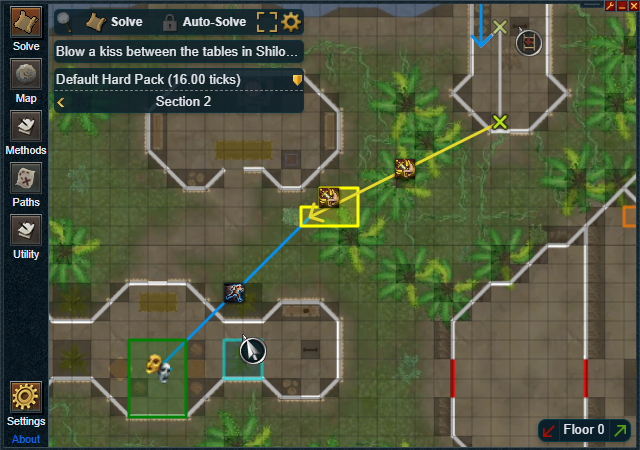 Solve
Auto-Solve
Solve
Blow a kiss between the tables in Shilo...
Map
Default Hard Pack (16.00 ticks)
Section 2
Methods
Paths
Utility
Settings
About
Floor 0